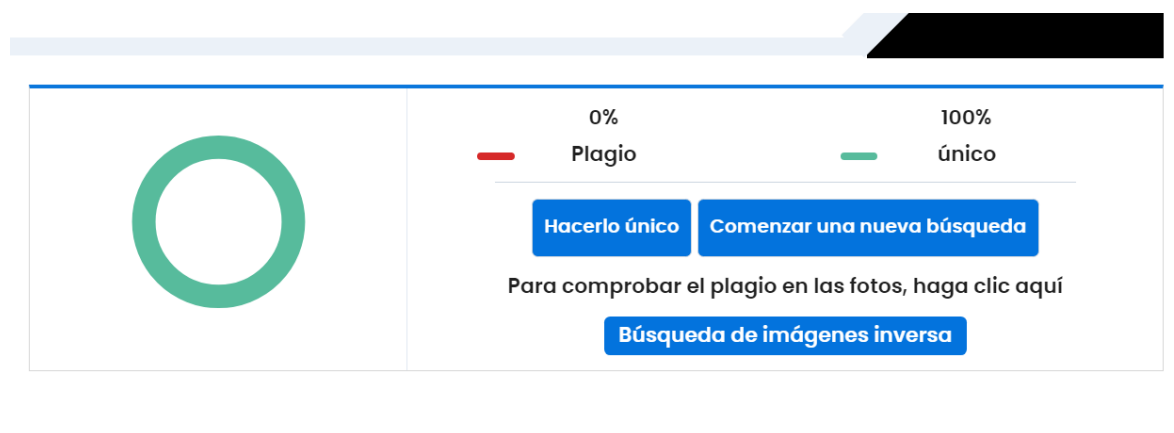 0% 100%
Plagio único
Hacerlo único Comenzar una nueva búsqueda
Para comprobar el plagio en las fotos, haga clic aquí
Búsqueda de imágenes inversa